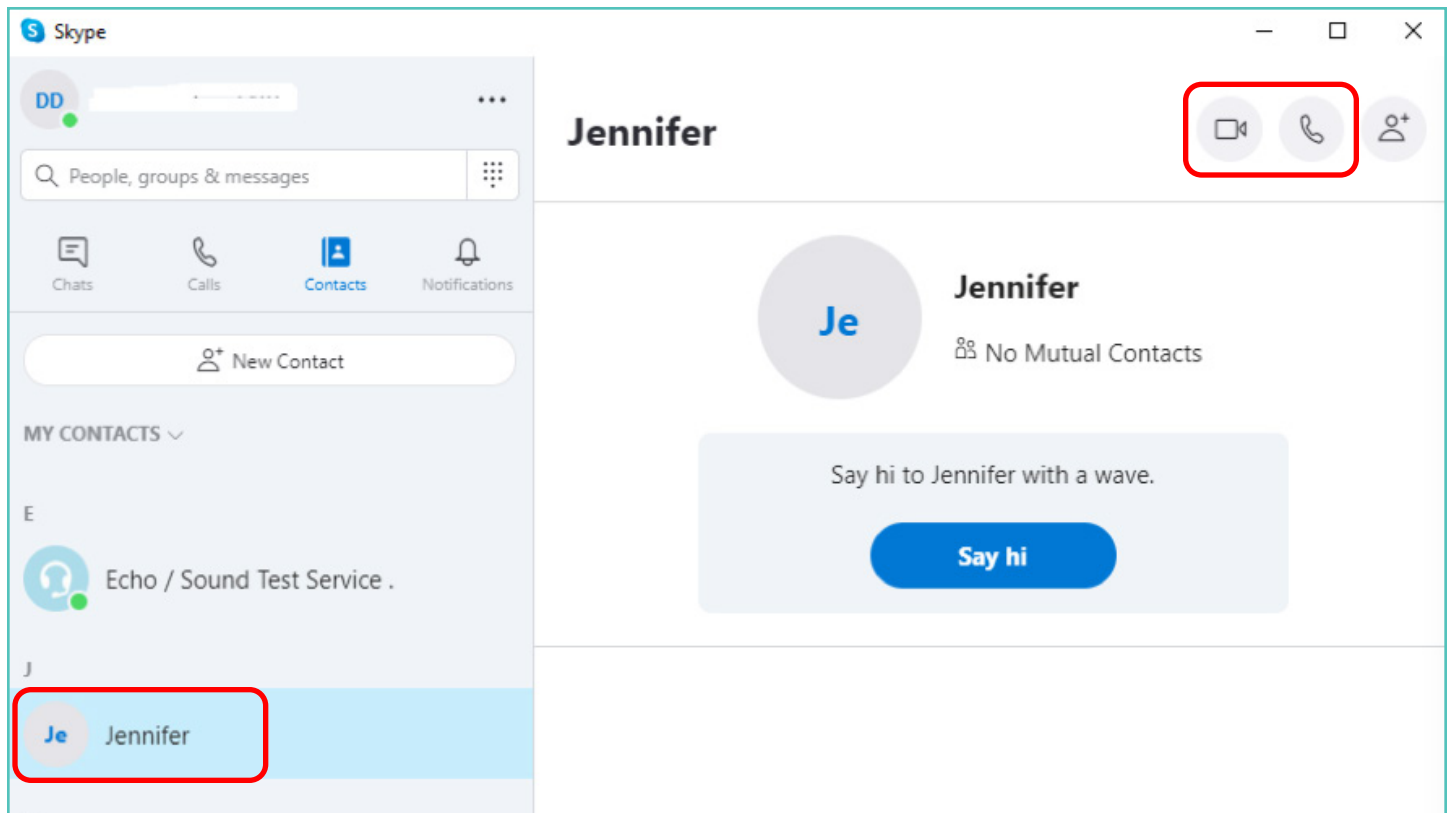 Skype
DD
People, groups & messages
Chats Calls Contacts Notifications
New Contact
MY CONTACTS
E
Echo / Sound Test Service .
J
Je Jennifer
Jennifer
Je
Jennifer
No Mutual Contacts
Say hi to Jennifer with a wave.
Say hi